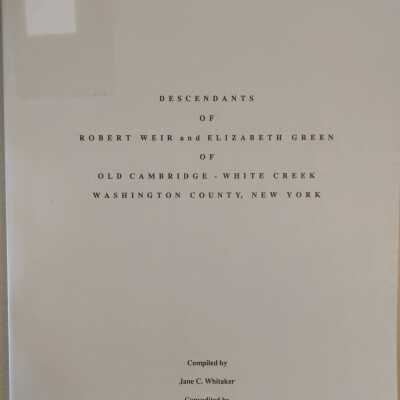 DESCENDANTS
OF
ROBERT WEIR and ELIZABETH GREEN
OF
OLD CAMBRIDGE - WHITE CREEK
WASHINGTON COUNTY, NEW YORK
Compiled by
Jane C. Whitaker